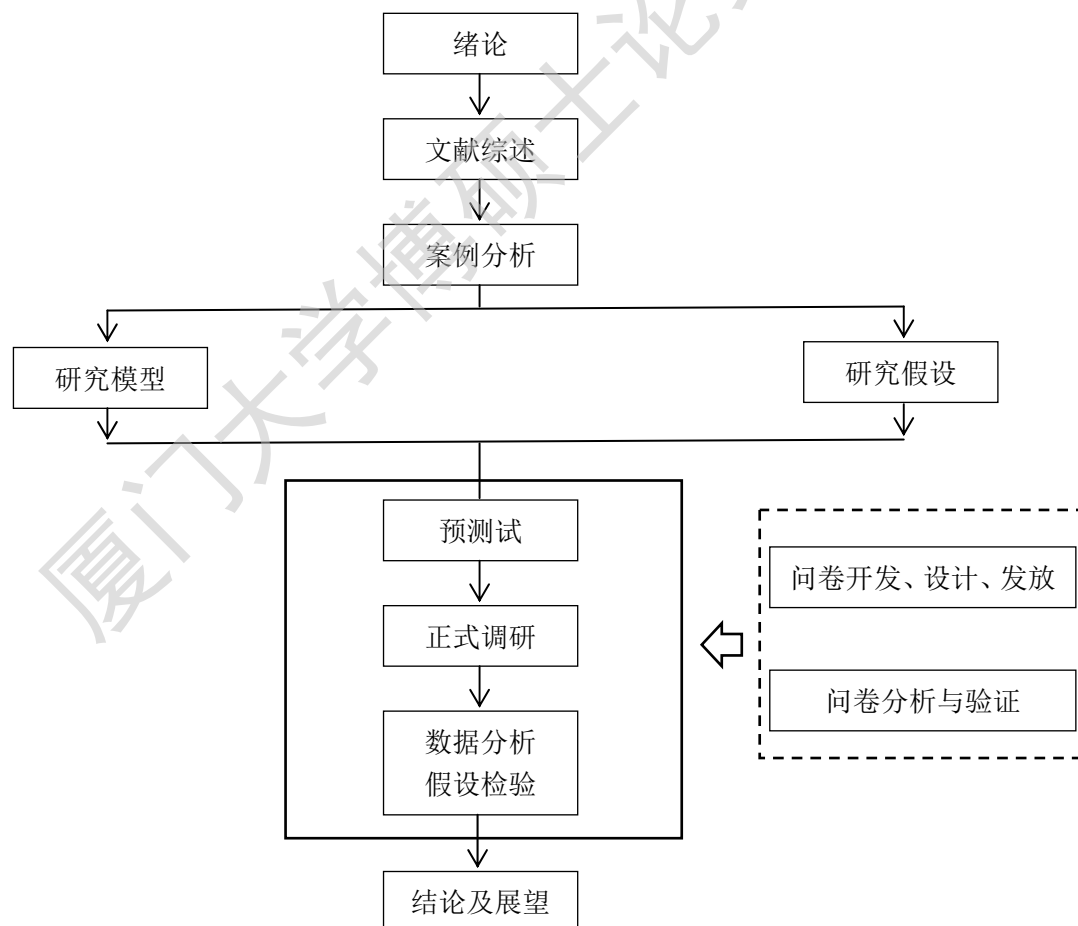 绪论
文献综述
案例分析
研究模型
研究假设
预测试
正式调研
数据分析
假设检验
问卷开发、设计、发放
问卷分析与验证
结论及展望
厦门大学博硕士论